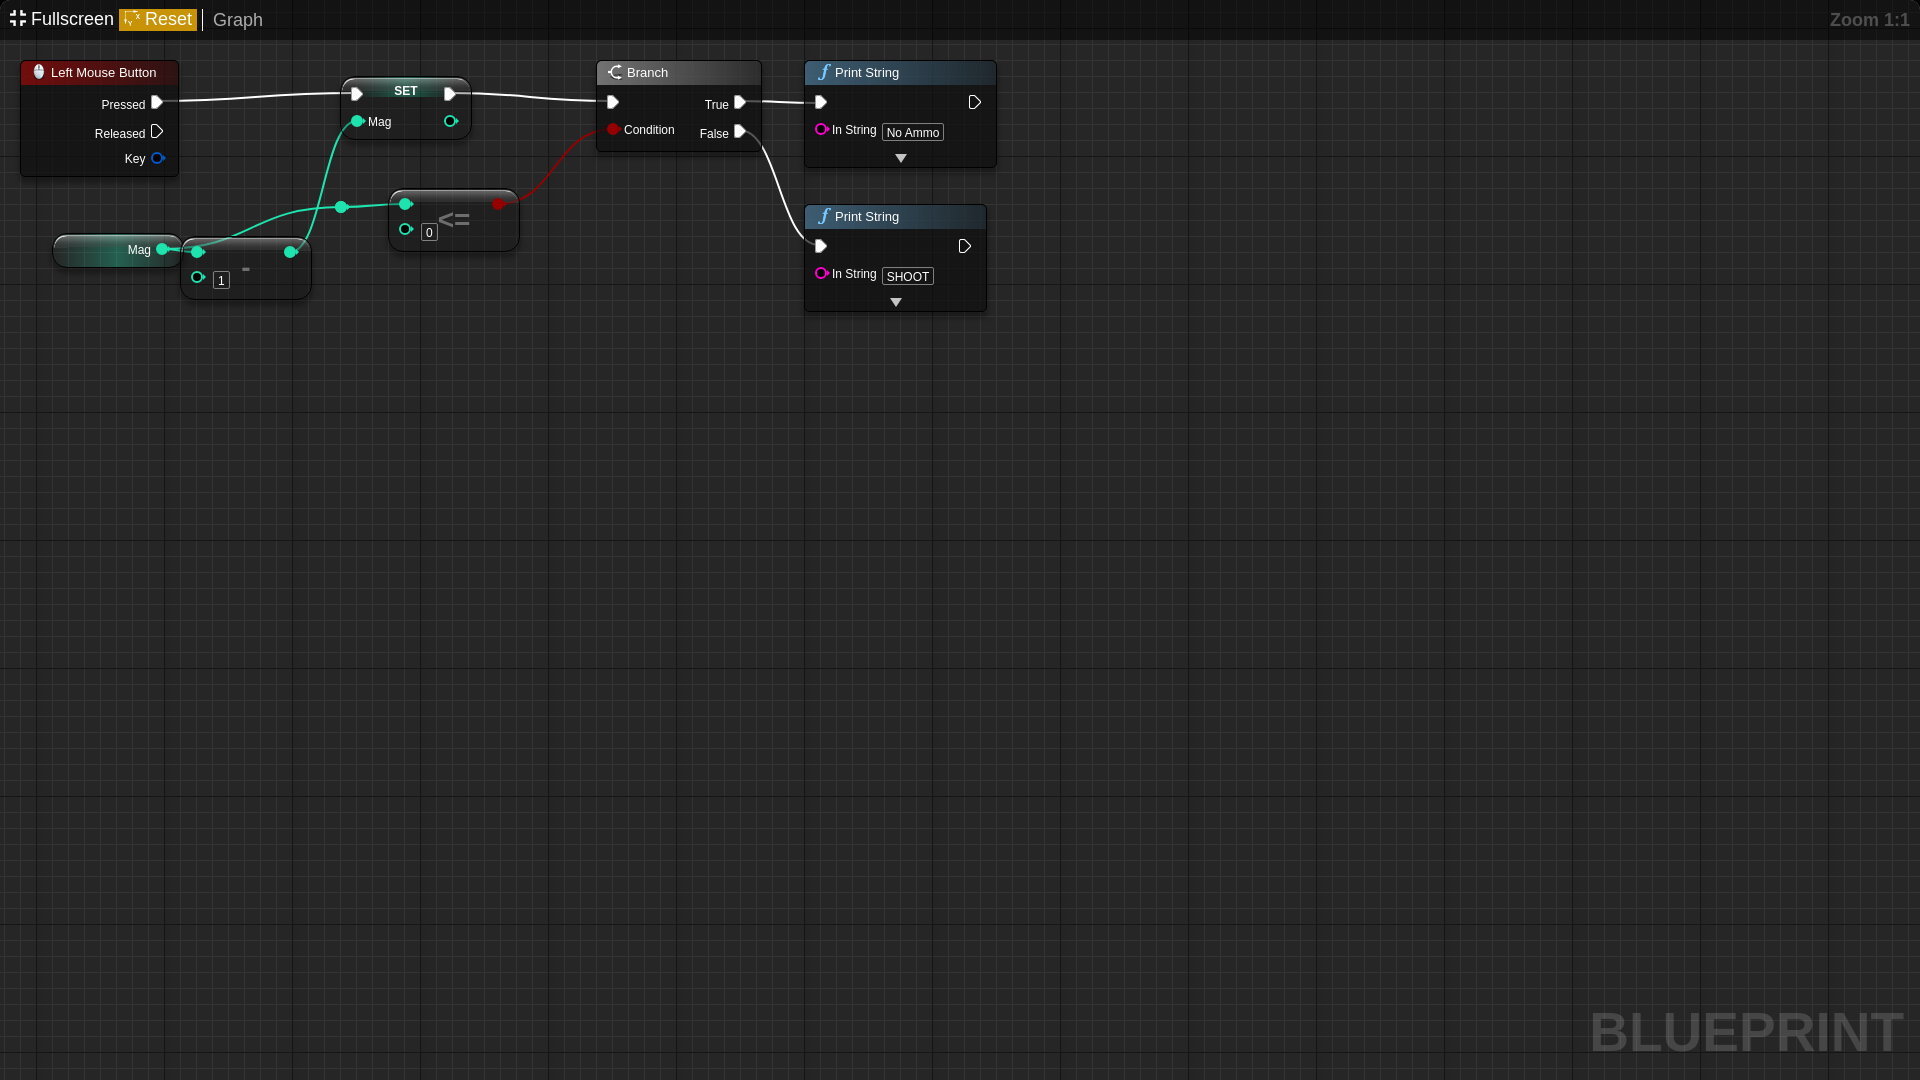 Fullscreen Reset Graph Zoom 1:1
Left Mouse Button
Pressed
Released
Key
SET
Mag
Branch
True
Condition
False
Print String
In String No Ammo
<=
0
Mag
-
1
Print String
In String SHOOT
BLUEPRINT